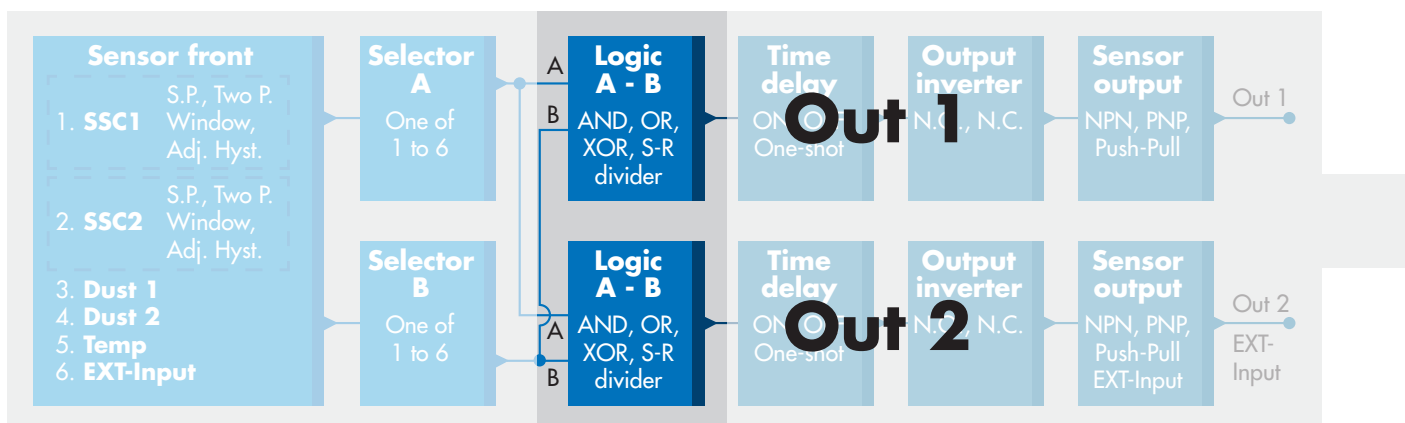 Sensor front
1. SSC1
S.P., Two P.
Window,
Adj. Hyst.
2. SSC2
S.P., Two P.
Window,
Adj. Hyst.
3. Dust 1
4. Dust 2
5. Temp
6. EXT-Input
Selector
A
One of
1 to 6
Selector
B
One of
1 to 6
A
B
Logic
A - B
AND, OR,
XOR, S-R
divider
Time
delay
One-shot
Output
inverter
N.C.
Sensor
output
NPN, PNP,
Push-Pull
Out 1
Out 1
A
B
Logic
A - B
AND, OR,
XOR, S-R
divider
Time
delay
One-shot
Output
inverter
N.C.
Sensor
output
NPN, PNP,
Push-Pull
EXT-Input
Out 2
Out 2
EXT-
Input